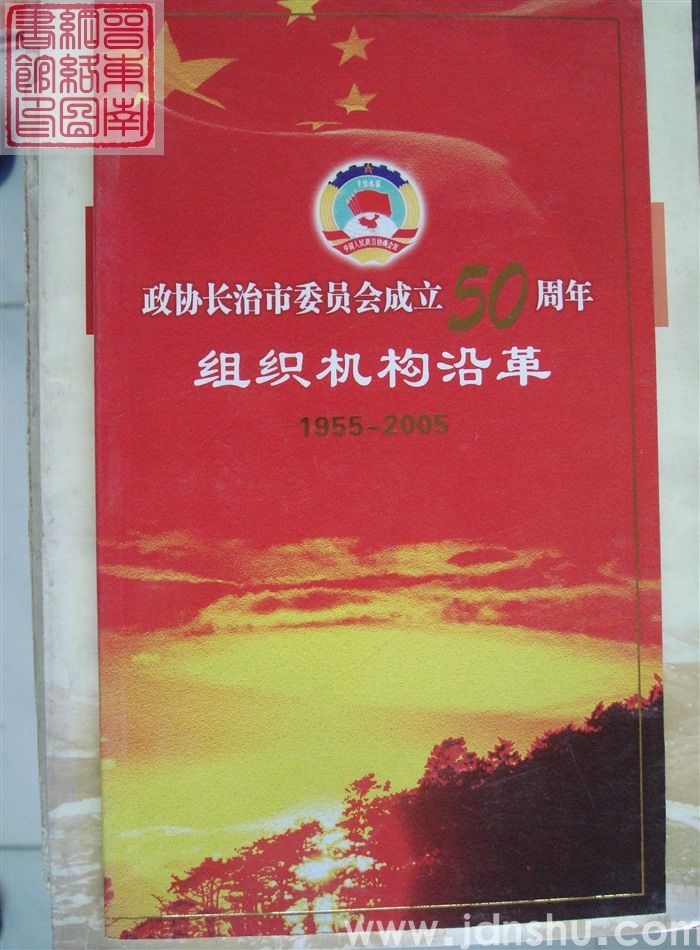 晋东南
网络图
书馆印
1949
中国人民政治协商会议
政协长治市委员会成立50周年
组织机构沿革
1955-2005
www.jdnshu.com